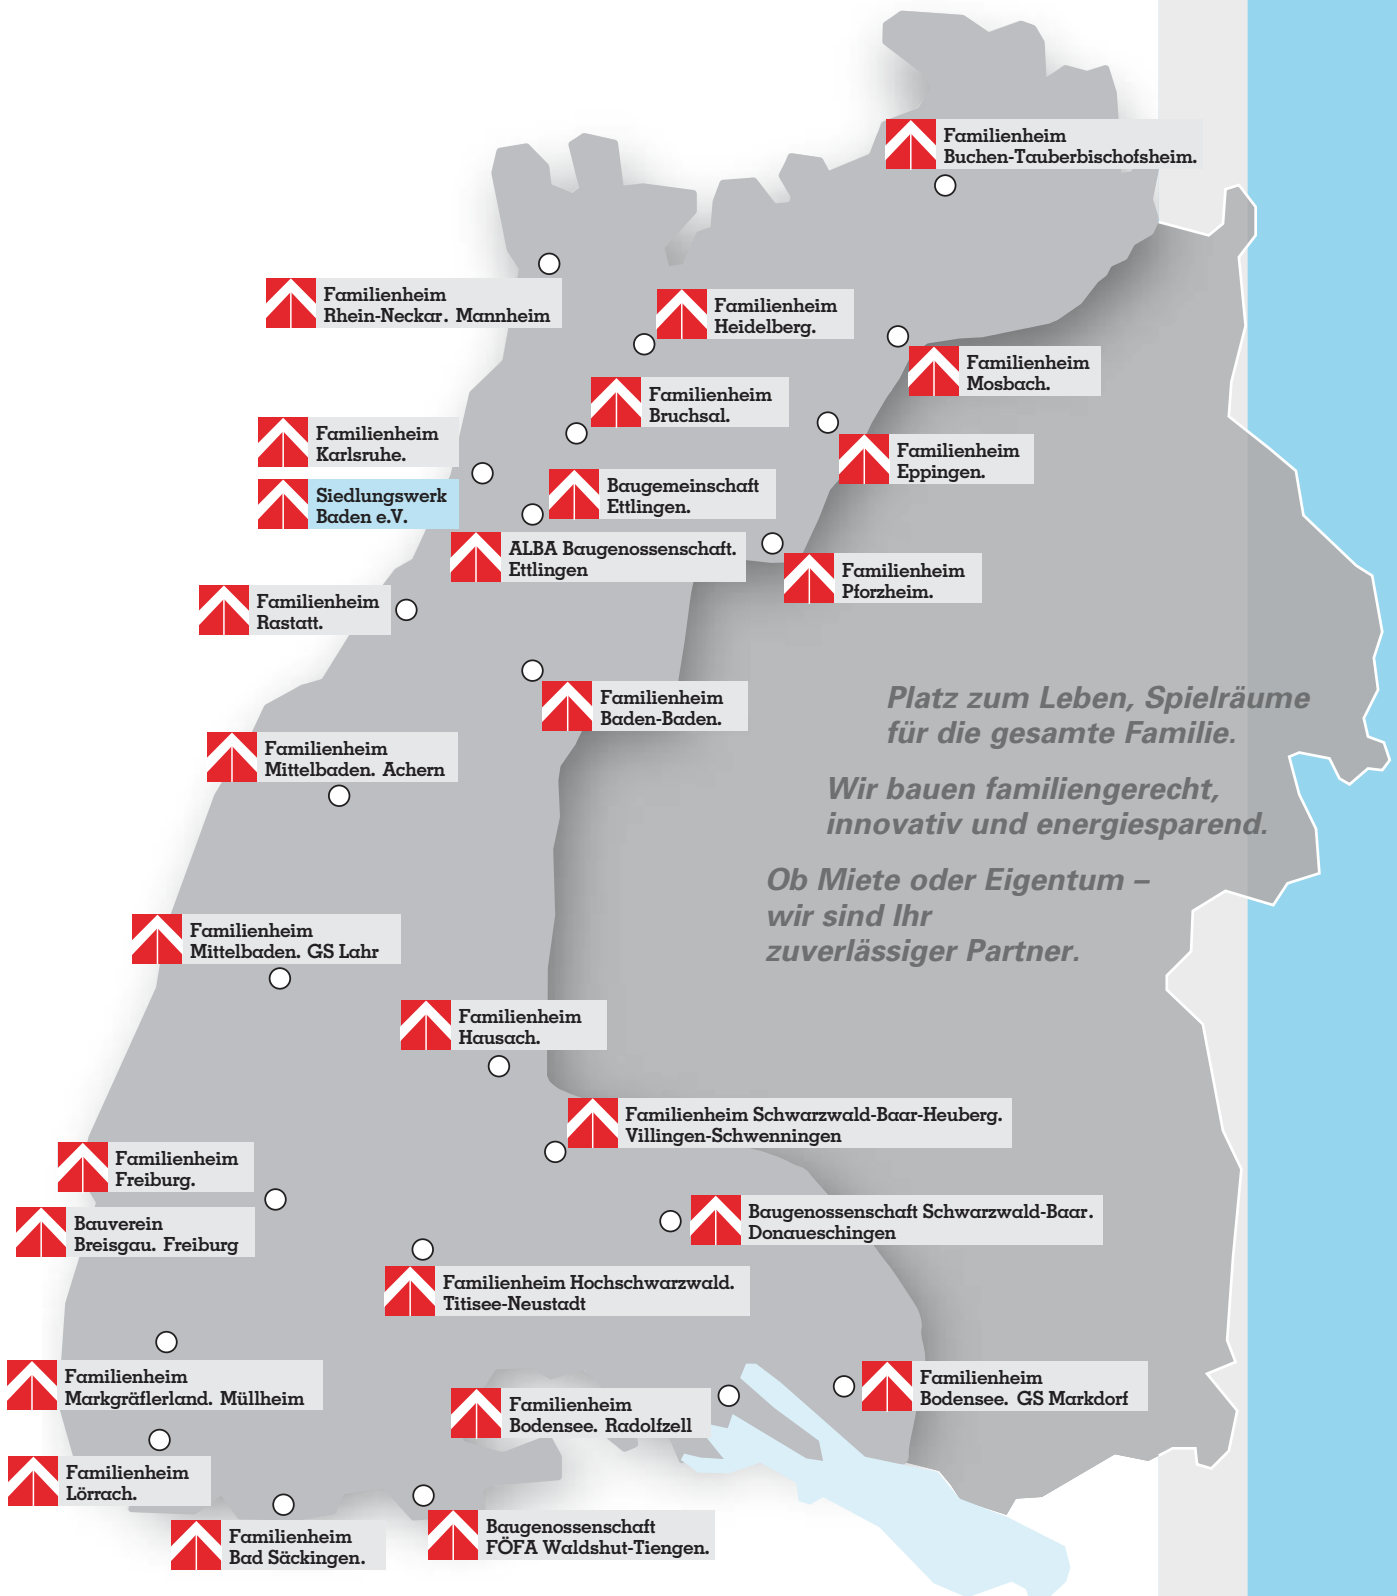 Familienheim
Buchen-Tauberbischofsheim.
Familienheim
Rhein-Neckar. Mannheim
Familienheim
Heidelberg.
Familienheim
Mosbach.
Familienheim
Bruchsal.
Familienheim
Karlsruhe.
Familienheim
Eppingen.
Siedlungswerk
Baden e.V.
Baugemeinschaft
Ettlingen.
ALBA Baugenossenschaft.
Ettlingen
Familienheim
Pforzheim.
Familienheim
Rastatt.
Familienheim
Baden-Baden.
Platz zum Leben, Spielräume
für die gesamte Familie.
Wir bauen familiengerecht,
innovativ und energiesparend.
Ob Miete oder Eigentum –
wir sind Ihr
zuverlässiger Partner.
Familienheim
Mittelbaden. Achern
Familienheim
Mittelbaden. GS Lahr
Familienheim
Hausach.
Familienheim Schwarzwald-Baar-Heuberg.
Villingen-Schwenningen
Familienheim
Freiburg.
Bauverein
Breisgau. Freiburg
Baugenossenschaft Schwarzwald-Baar.
Donaueschingen
Familienheim Hochschwarzwald.
Titisee-Neustadt
Familienheim
Markgräflerland. Müllheim
Familienheim
Bodensee. Radolfzell
Familienheim
Bodensee. GS Markdorf
Familienheim
Lörrach.
Familienheim
Bad Säckingen.
Baugenossenschaft
FÖFA Waldshut-Tiengen.